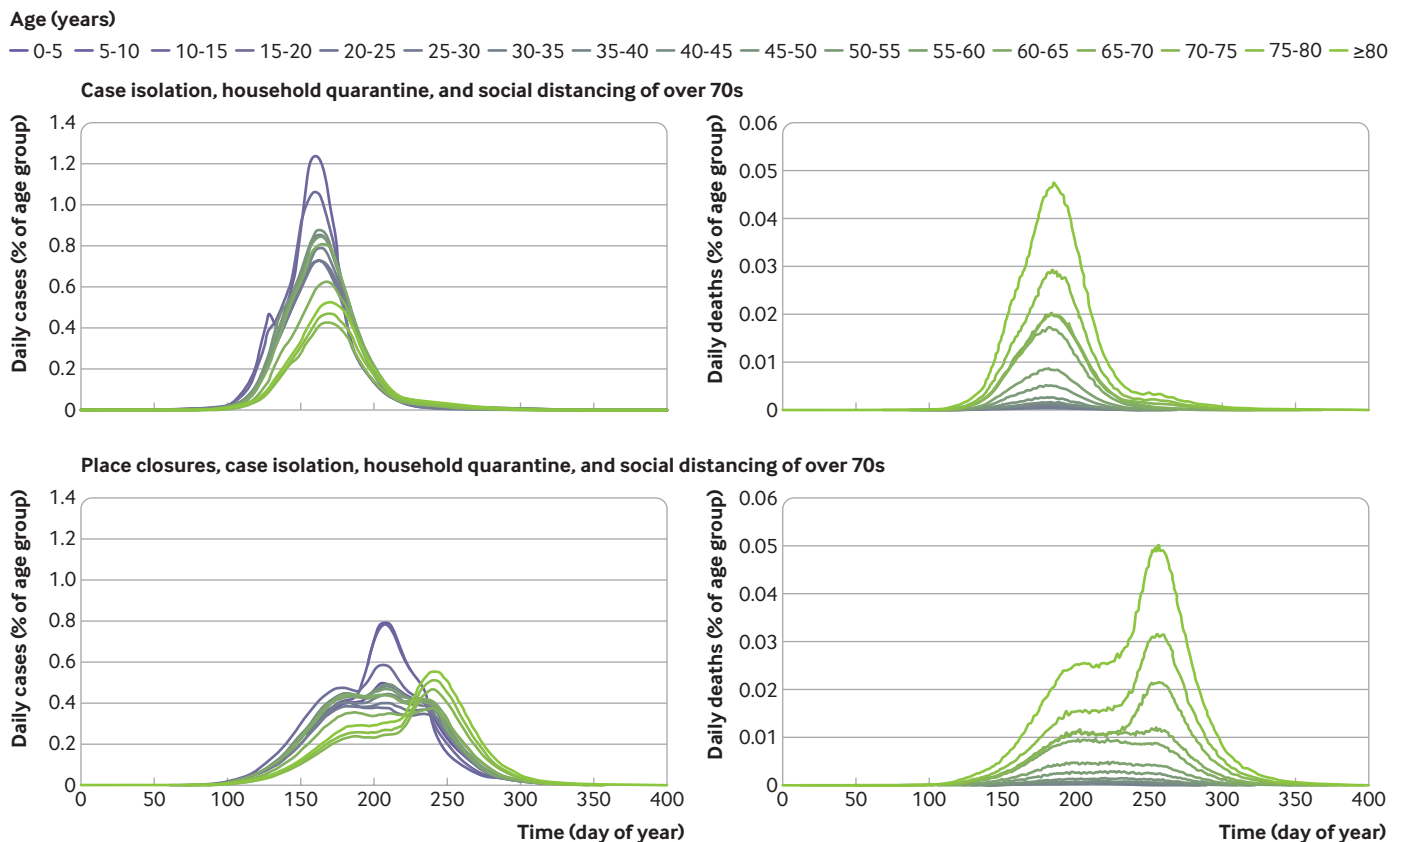 Age (years)
0-5 5-10 10-15 15-20 20-25 25-30 30-35 35-40 40-45 45-50 50-55 55-60 60-65 65-70 70-75 75-80 ≥80
Case isolation, household quarantine, and social distancing of over 70s
Daily cases (% of age group)
1.4
1.2
1.0
0.8
0.6
0.4
0.2
0
Daily deaths (% of age group)
0.06
0.05
0.04
0.03
0.02
0.01
0
Place closures, case isolation, household quarantine, and social distancing of over 70s
Daily cases (% of age group)
1.4
1.2
1.0
0.8
0.6
0.4
0.2
0
0 50 100 150 200 250 300 350 400
Time (day of year)
Daily deaths (% of age group)
0.06
0.05
0.04
0.03
0.02
0.01
0
0 50 100 150 200 250 300 350 400
Time (day of year)